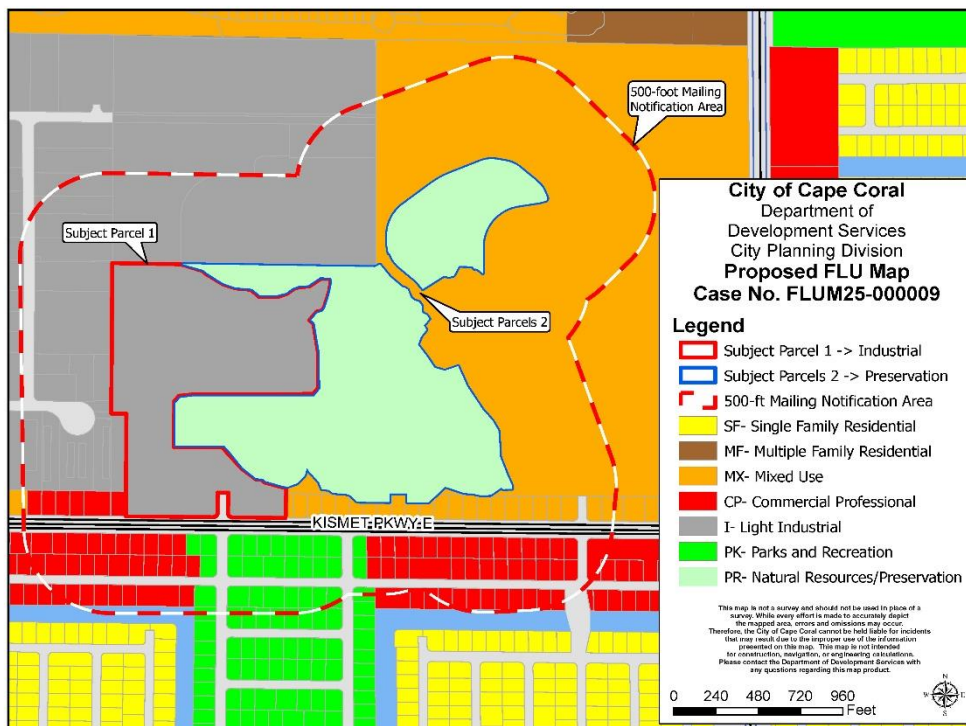 500-foot Mailing
Notification Area
Subject Parcel 1
Subject Parcels 2
KISMET PKWY E
City of Cape Coral
Department of
Development Services
City Planning Division
Proposed FLU Map
Case No. FLUM25-000009
Legend
Subject Parcel 1 -> Industrial
Subject Parcels 2 -> Preservation
500-ft Mailing Notification Area
SF- Single Family Residential
MF- Multiple Family Residential
MX- Mixed Use
CP- Commercial Professional
I- Light Industrial
PK- Parks and Recreation
PR- Natural Resources/Preservation
This map is not a survey and should not be used in place of a
survey. While every effort is made to accurately depict
the mapped area, errors and omissions may occur.
Therefore, the City of Cape Coral cannot be held liable for incidents
that may result due to the improper use of the information
presented on this map. This map is not intended
for construction, navigation, or engineering calculations.
Please contact the Department of Development Services with
any questions regarding this map product.
0 240 480 720 960
Feet
N
W E
S